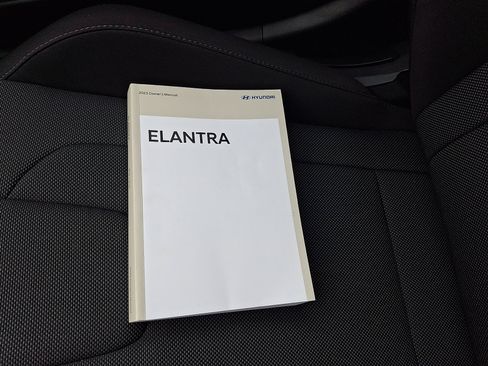 2023 Owner's Manual
HYUNDAI
ELANTRA